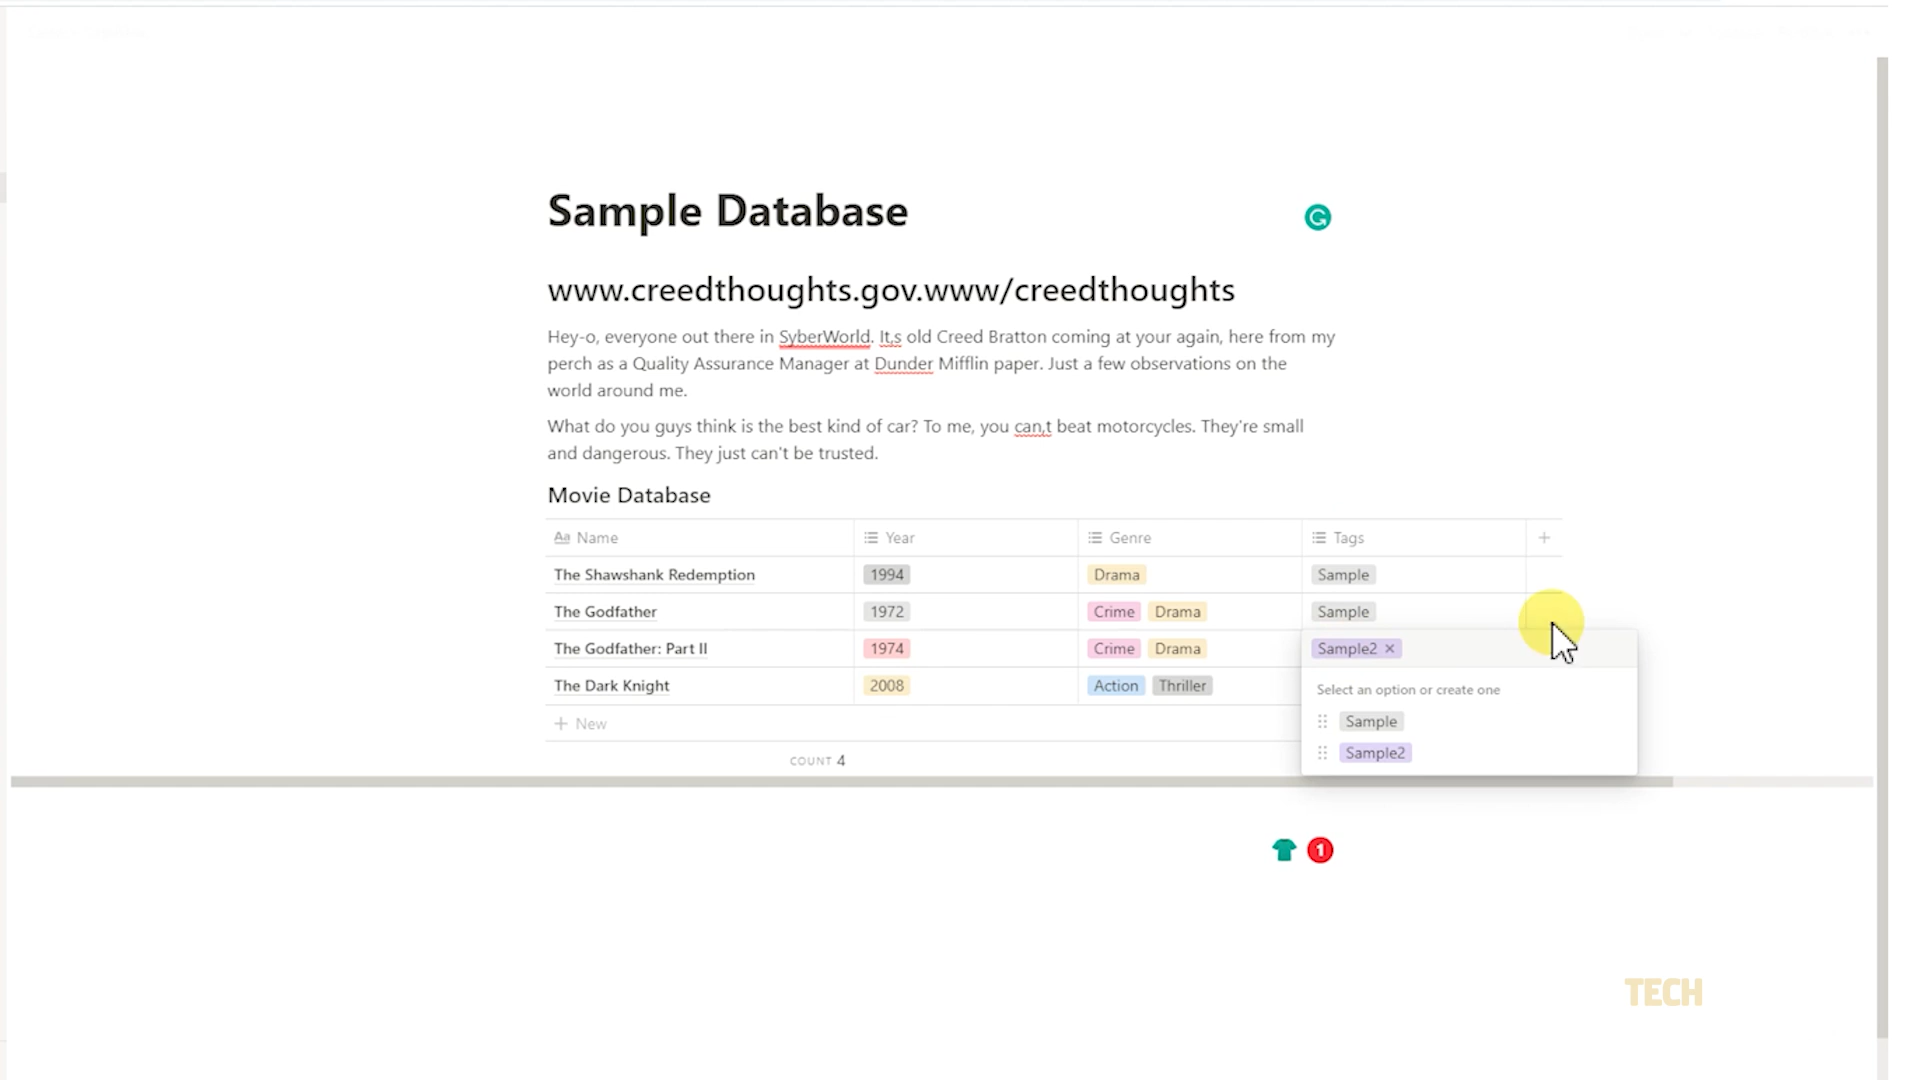 Sample Database
www.creedthoughts.gov.www/creedthoughts
Hey-o, everyone out there in SyberWorld. It,s old Creed Bratton coming at your again, here from my
perch as a Quality Assurance Manager at Dunder Mifflin paper. Just a few observations on the
world around me.
What do you guys think is the best kind of car? To me, you can,t beat motorcycles. They're small
and dangerous. They just can't be trusted.
Movie Database
Aa Name Year Genre Tags +
The Shawshank Redemption 1994 Drama Sample
The Godfather 1972 Crime Drama Sample
The Godfather: Part II 1974 Crime Drama Sample2 ×
The Dark Knight 2008 Action Thriller
Select an option or create one
Sample
Sample2
+ New
COUNT 4
1
TECH